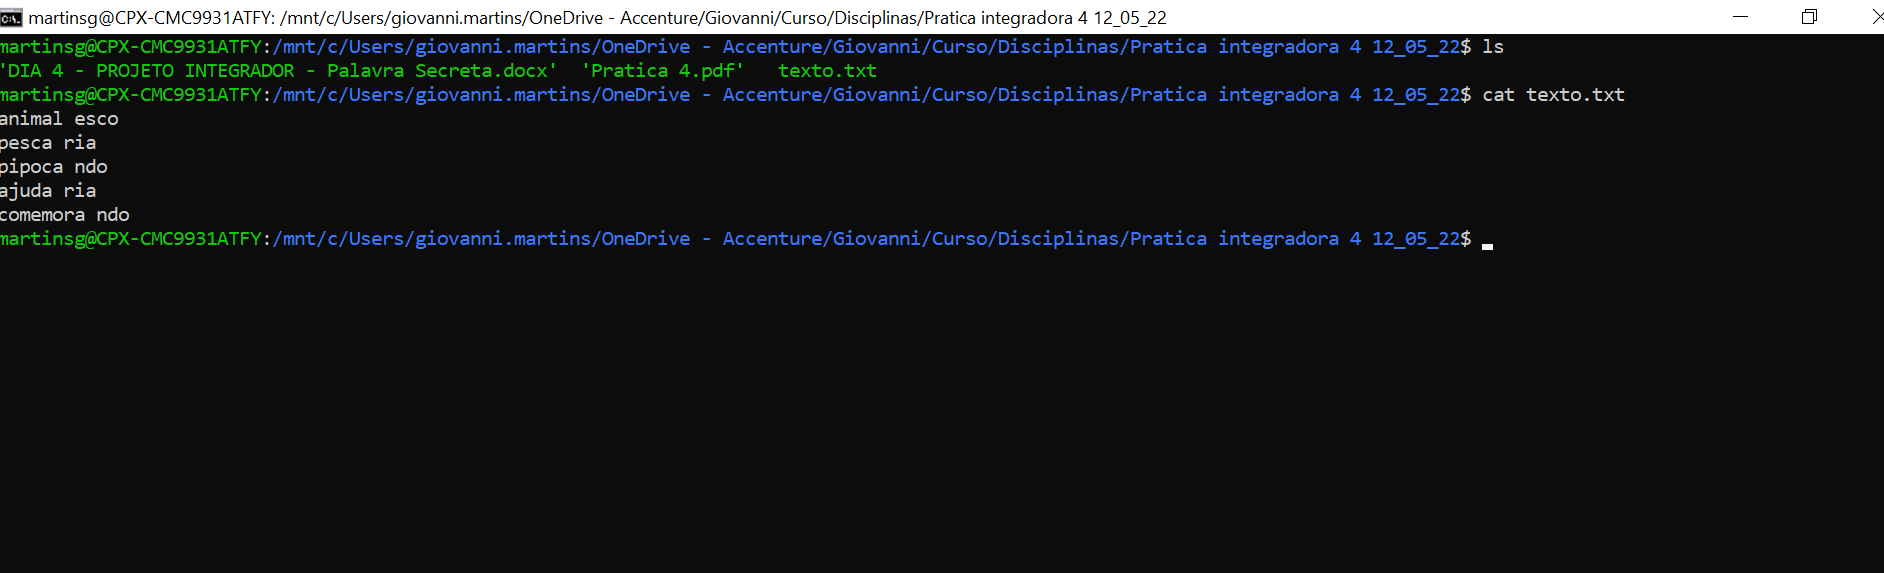 martinsg@CPX-CMC9931ATFY: /mnt/c/Users/giovanni.martins/OneDrive - Accenture/Giovanni/Curso/Disciplinas/Pratica integradora 4 12_05_22
martinsg@CPX-CMC9931ATFY:/mnt/c/Users/giovanni.martins/OneDrive - Accenture/Giovanni/Curso/Disciplinas/Pratica integradora 4 12_05_22$ ls
'DIA 4 - PROJETO INTEGRADOR - Palavra Secreta.docx'  'Pratica 4.pdf'   texto.txt
martinsg@CPX-CMC9931ATFY:/mnt/c/Users/giovanni.martins/OneDrive - Accenture/Giovanni/Curso/Disciplinas/Pratica integradora 4 12_05_22$ cat texto.txt
animal esco
pesca ria
pipoca ndo
ajuda ria
comemora ndo
martinsg@CPX-CMC9931ATFY:/mnt/c/Users/giovanni.martins/OneDrive - Accenture/Giovanni/Curso/Disciplinas/Pratica integradora 4 12_05_22$